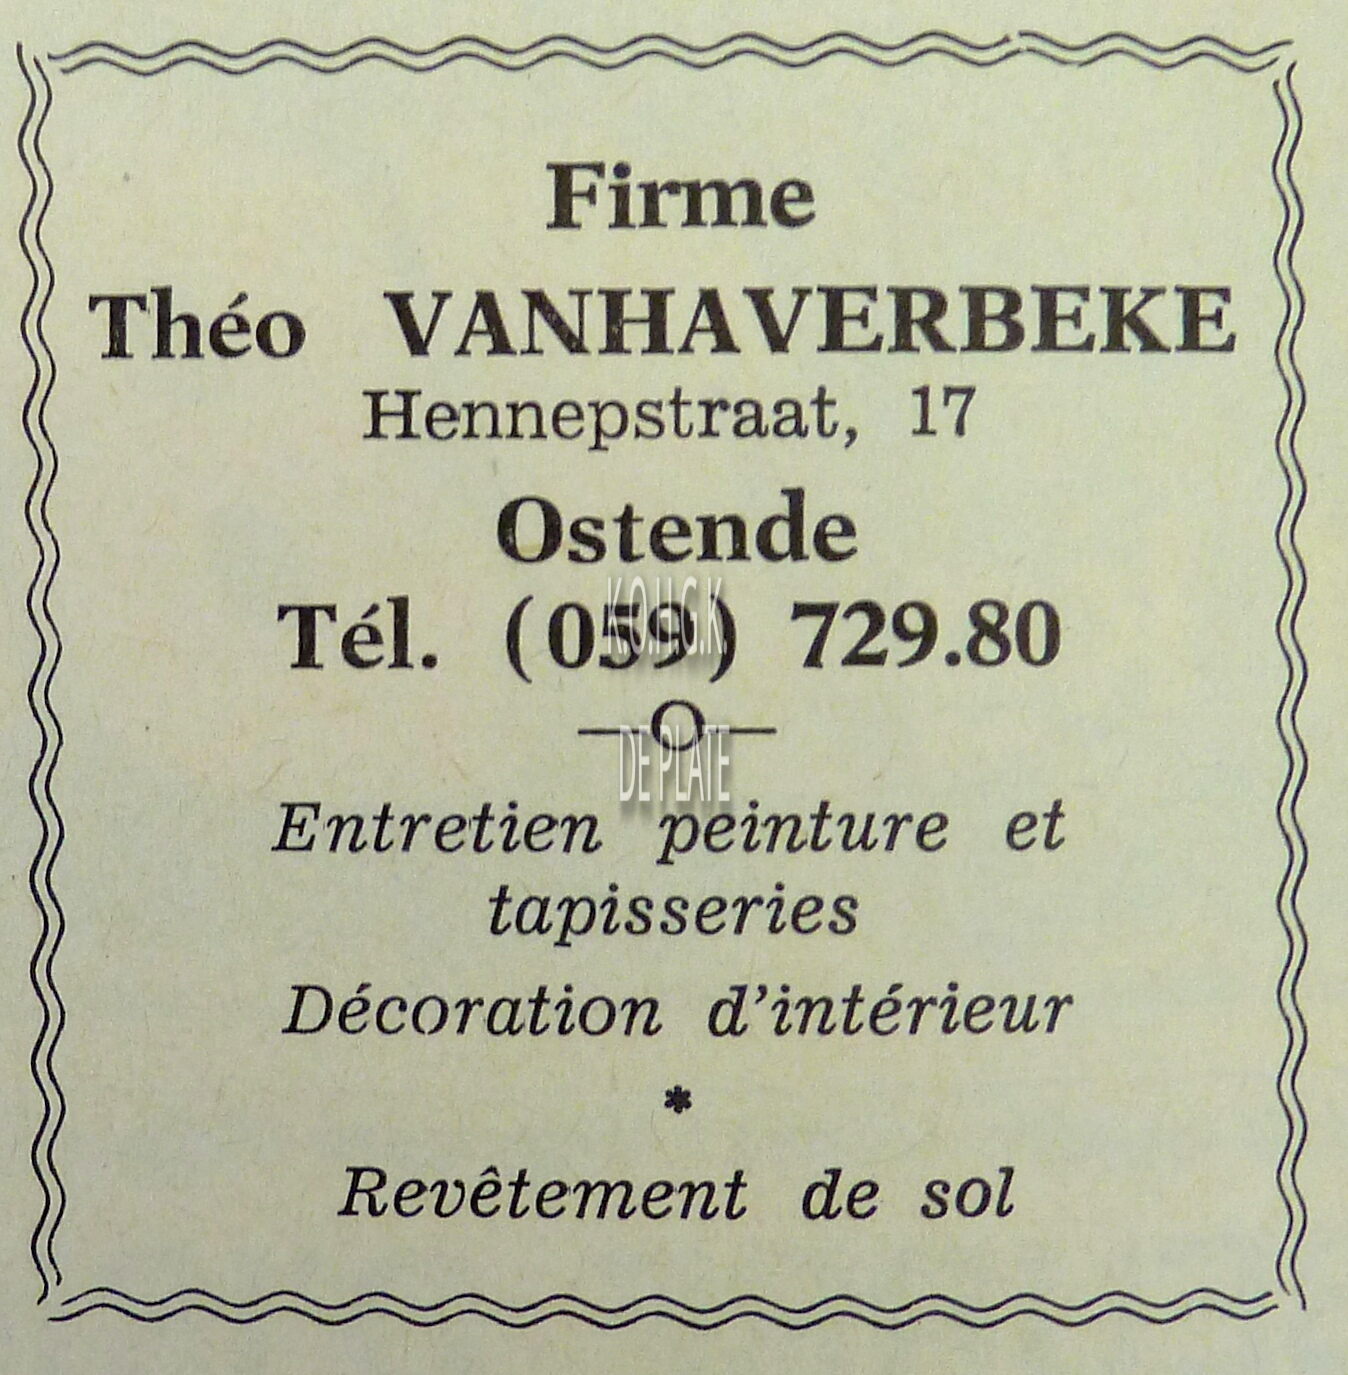 Firme
Théo VANHAVERBEKE
Hennepstraat, 17
Ostende
Tél. (059) 729.80
K.O.H.G.K
—O—
DE PLATE
Entretien peinture et
tapisseries
Décoration d'intérieur
*
Revêtement de sol